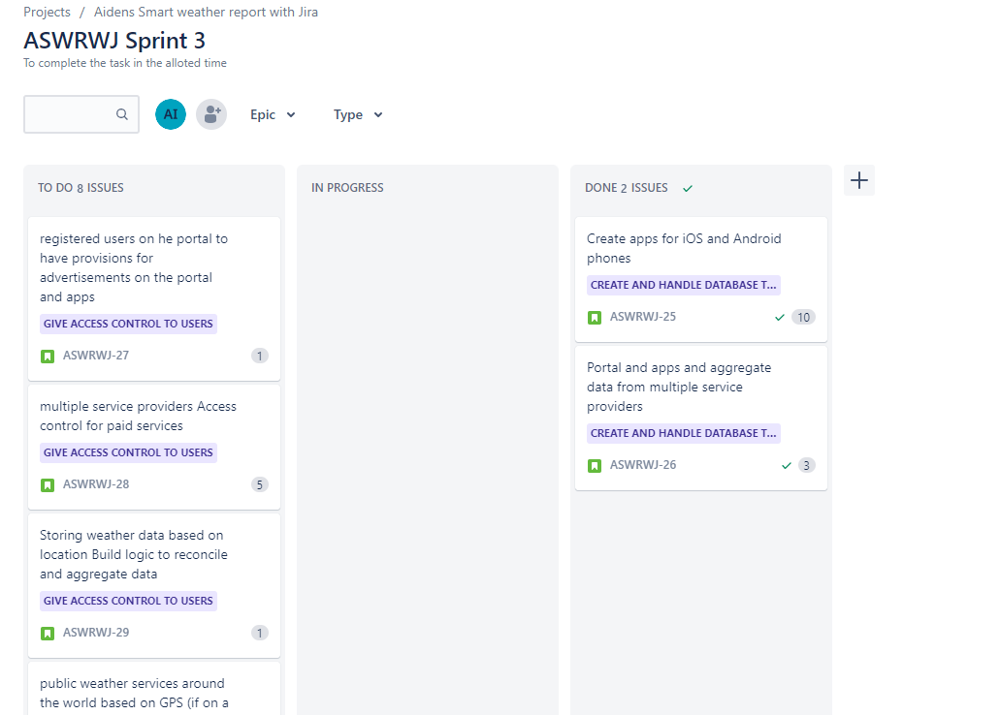 Projects / Aidens Smart weather report with Jira
ASWRWJ Sprint 3
To complete the task in the alloted time
AI
Epic
Type
TO DO 8 ISSUES
registered users on he portal to
have provisions for
advertisements on the portal
and apps
GIVE ACCESS CONTROL TO USERS
ASWRWJ-27
1
multiple service providers Access
control for paid services
GIVE ACCESS CONTROL TO USERS
ASWRWJ-28
5
Storing weather data based on
location Build logic to reconcile
and aggregate data
GIVE ACCESS CONTROL TO USERS
ASWRWJ-29
1
public weather services around
the world based on GPS (if on a
IN PROGRESS
DONE 2 ISSUES
Create apps for iOS and Android
phones
CREATE AND HANDLE DATABASE T...
ASWRWJ-25
10
Portal and apps and aggregate
data from multiple service
providers
CREATE AND HANDLE DATABASE T...
ASWRWJ-26
3